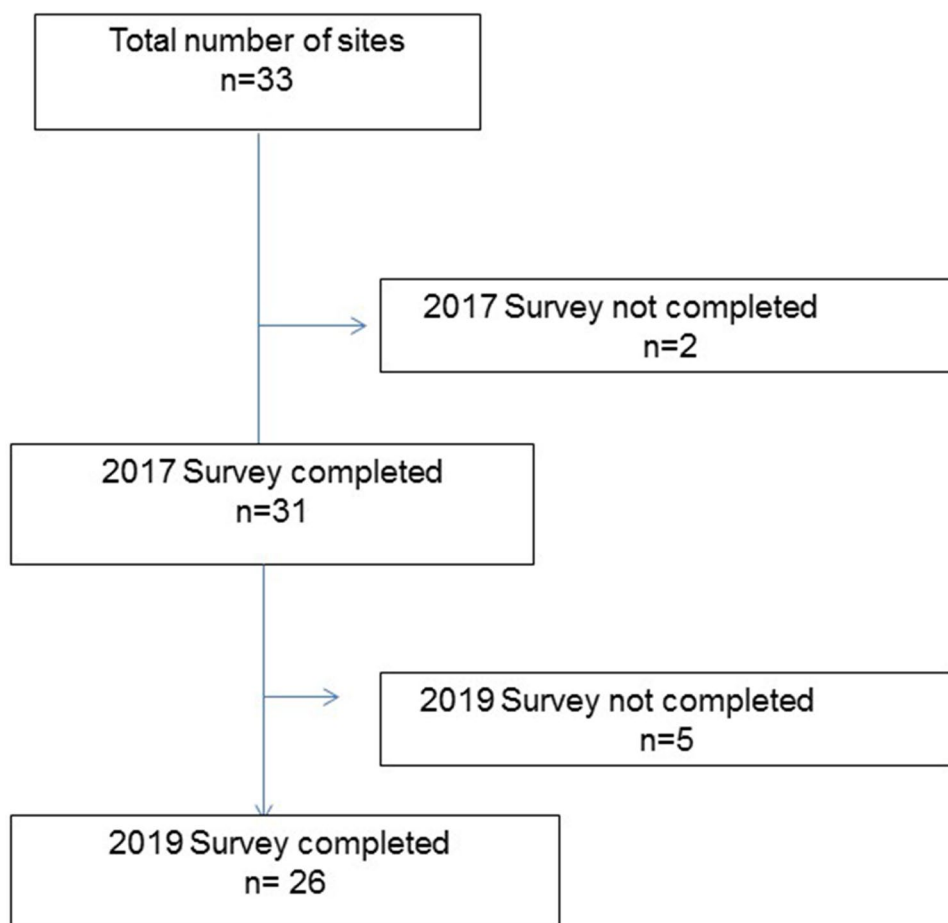 Total number of sites
n=33
2017 Survey not completed
n=2
2017 Survey completed
n=31
2019 Survey not completed
n=5
2019 Survey completed
n= 26